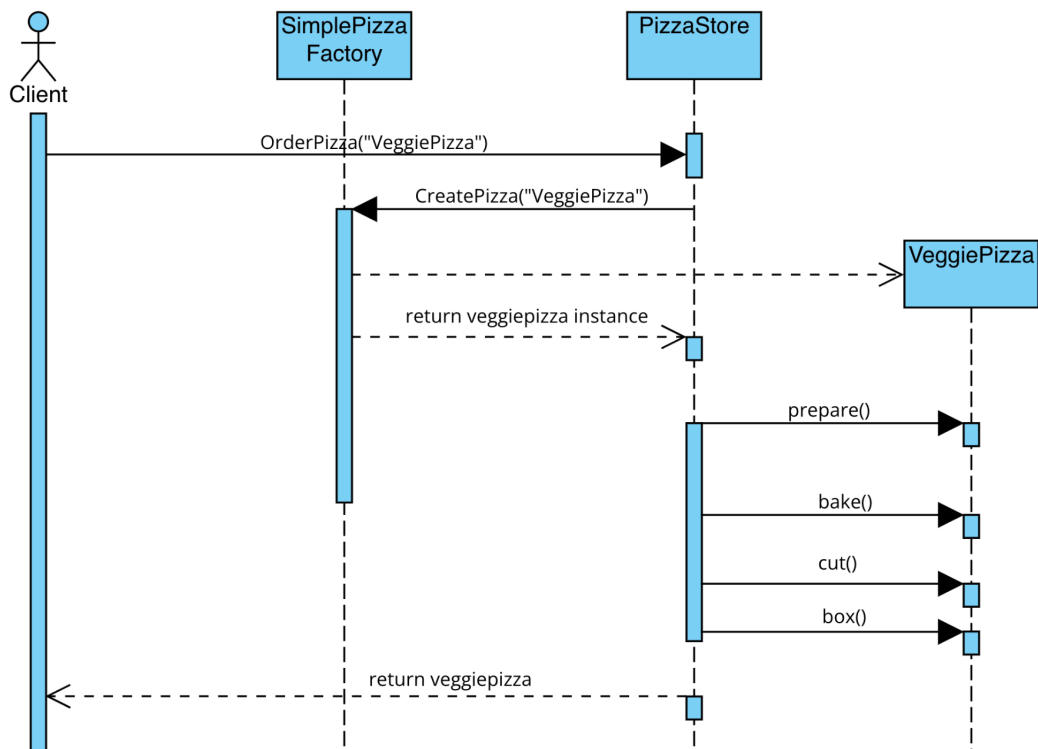 SimplePizza
Factory
PizzaStore
Client
OrderPizza("VeggiePizza")
CreatePizza("VeggiePizza")
VeggiePizza
return veggiepizza instance
prepare()
bake()
cut()
box()
return veggiepizza